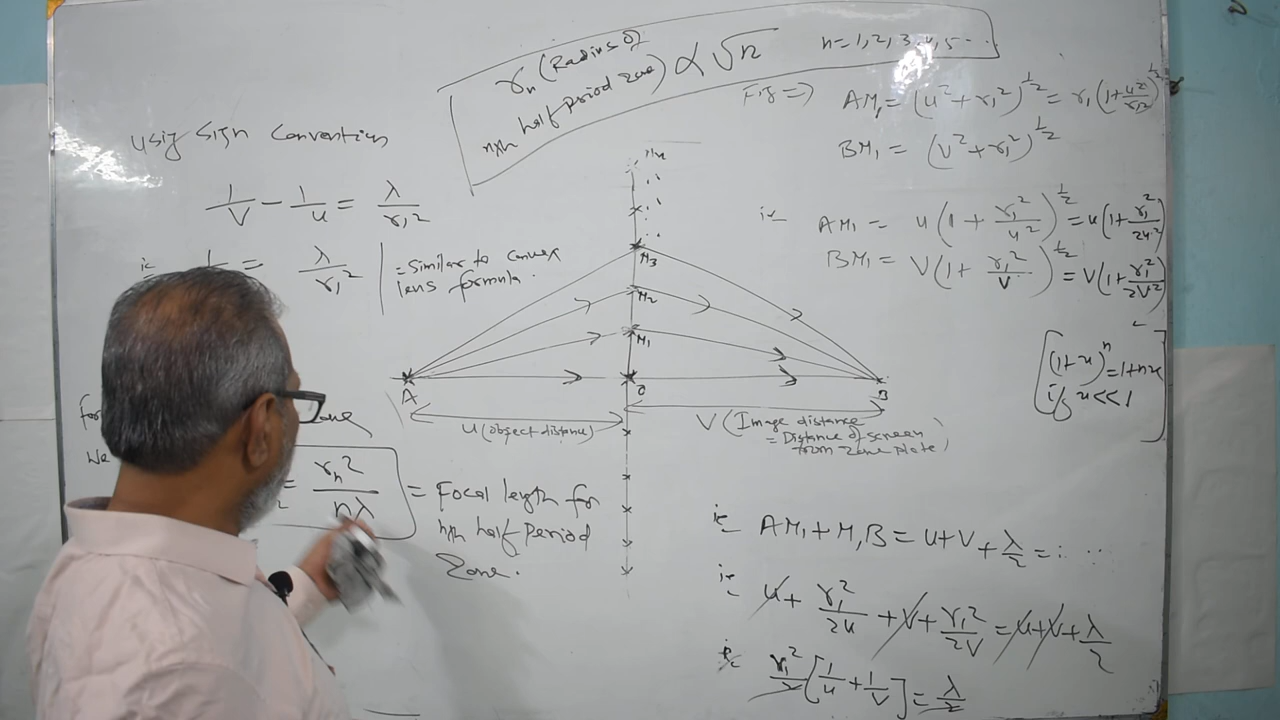 rₙ (Radius of
nth half period zone) ∝ √n
n = 1, 2, 3, 4, 5 ...
using Sign Convention
1/V − 1/u = λ/r₁²
ie
= λ/r₁²
= Similar to convex
lens formula.
for
We
= rₙ²/nλ
= Focal length for
nth half Period
Zone.
M₃
M₂
M₁
A
O
B
u (object distance)
V (Image distance
= Distance of screen
from zone plate)
Fig ⇒) AM₁ = (u² + r₁²)^½ = r₁(1 + u²/r₁²)^½
BM₁ = (V² + r₁²)^½
ie AM₁ = u(1 + r₁²/u²)^½ = u(1 + r₁²/2u²)
BM₁ = V(1 + r₁²/V)^½ = V(1 + r₁²/2V²)
[(1+x)ⁿ = 1+nx
if x << 1]
ie AM₁ + M₁B = u+V + λ/2 = : ..
ie u + r₁²/2u + V + r₁²/2V = u + V + λ/2
ie r₁²/2 [1/u + 1/V] = λ/2